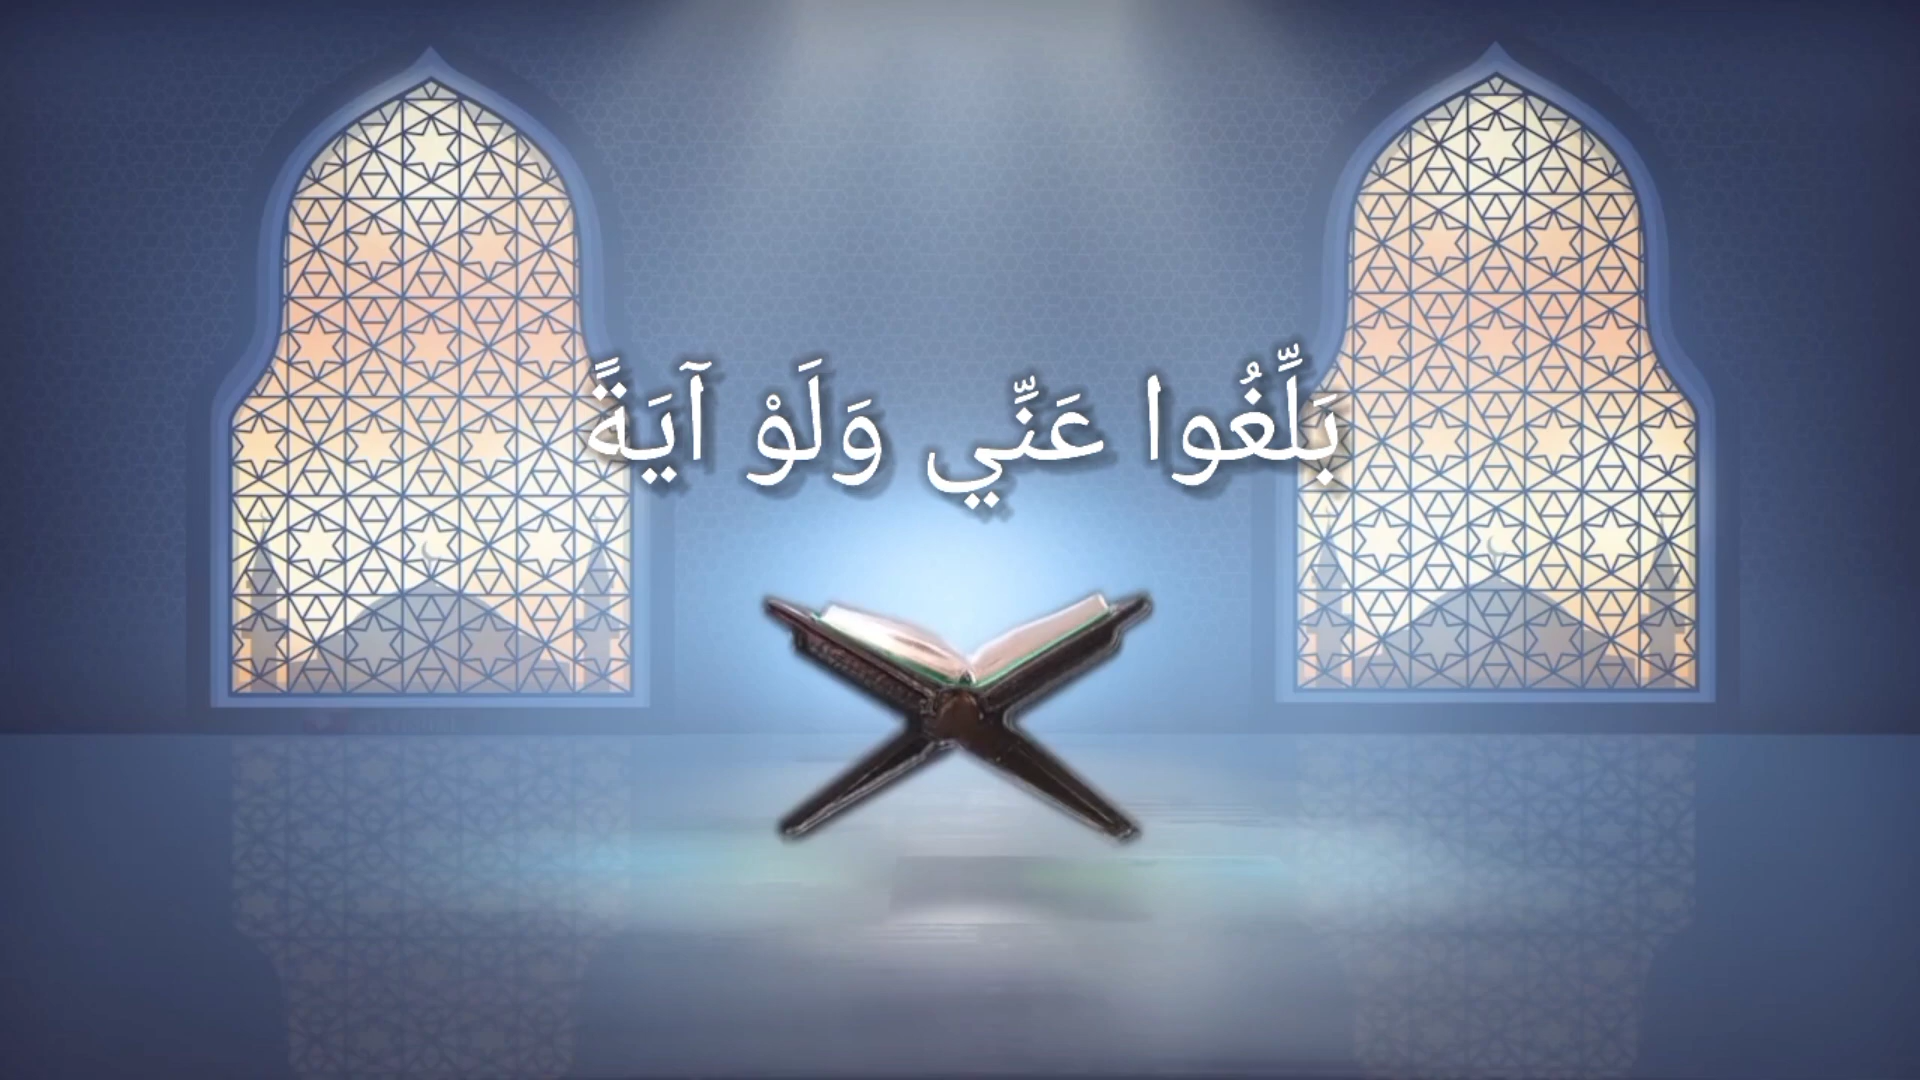 بَلِّغُوا عَنِّي وَلَوْ آيَةً